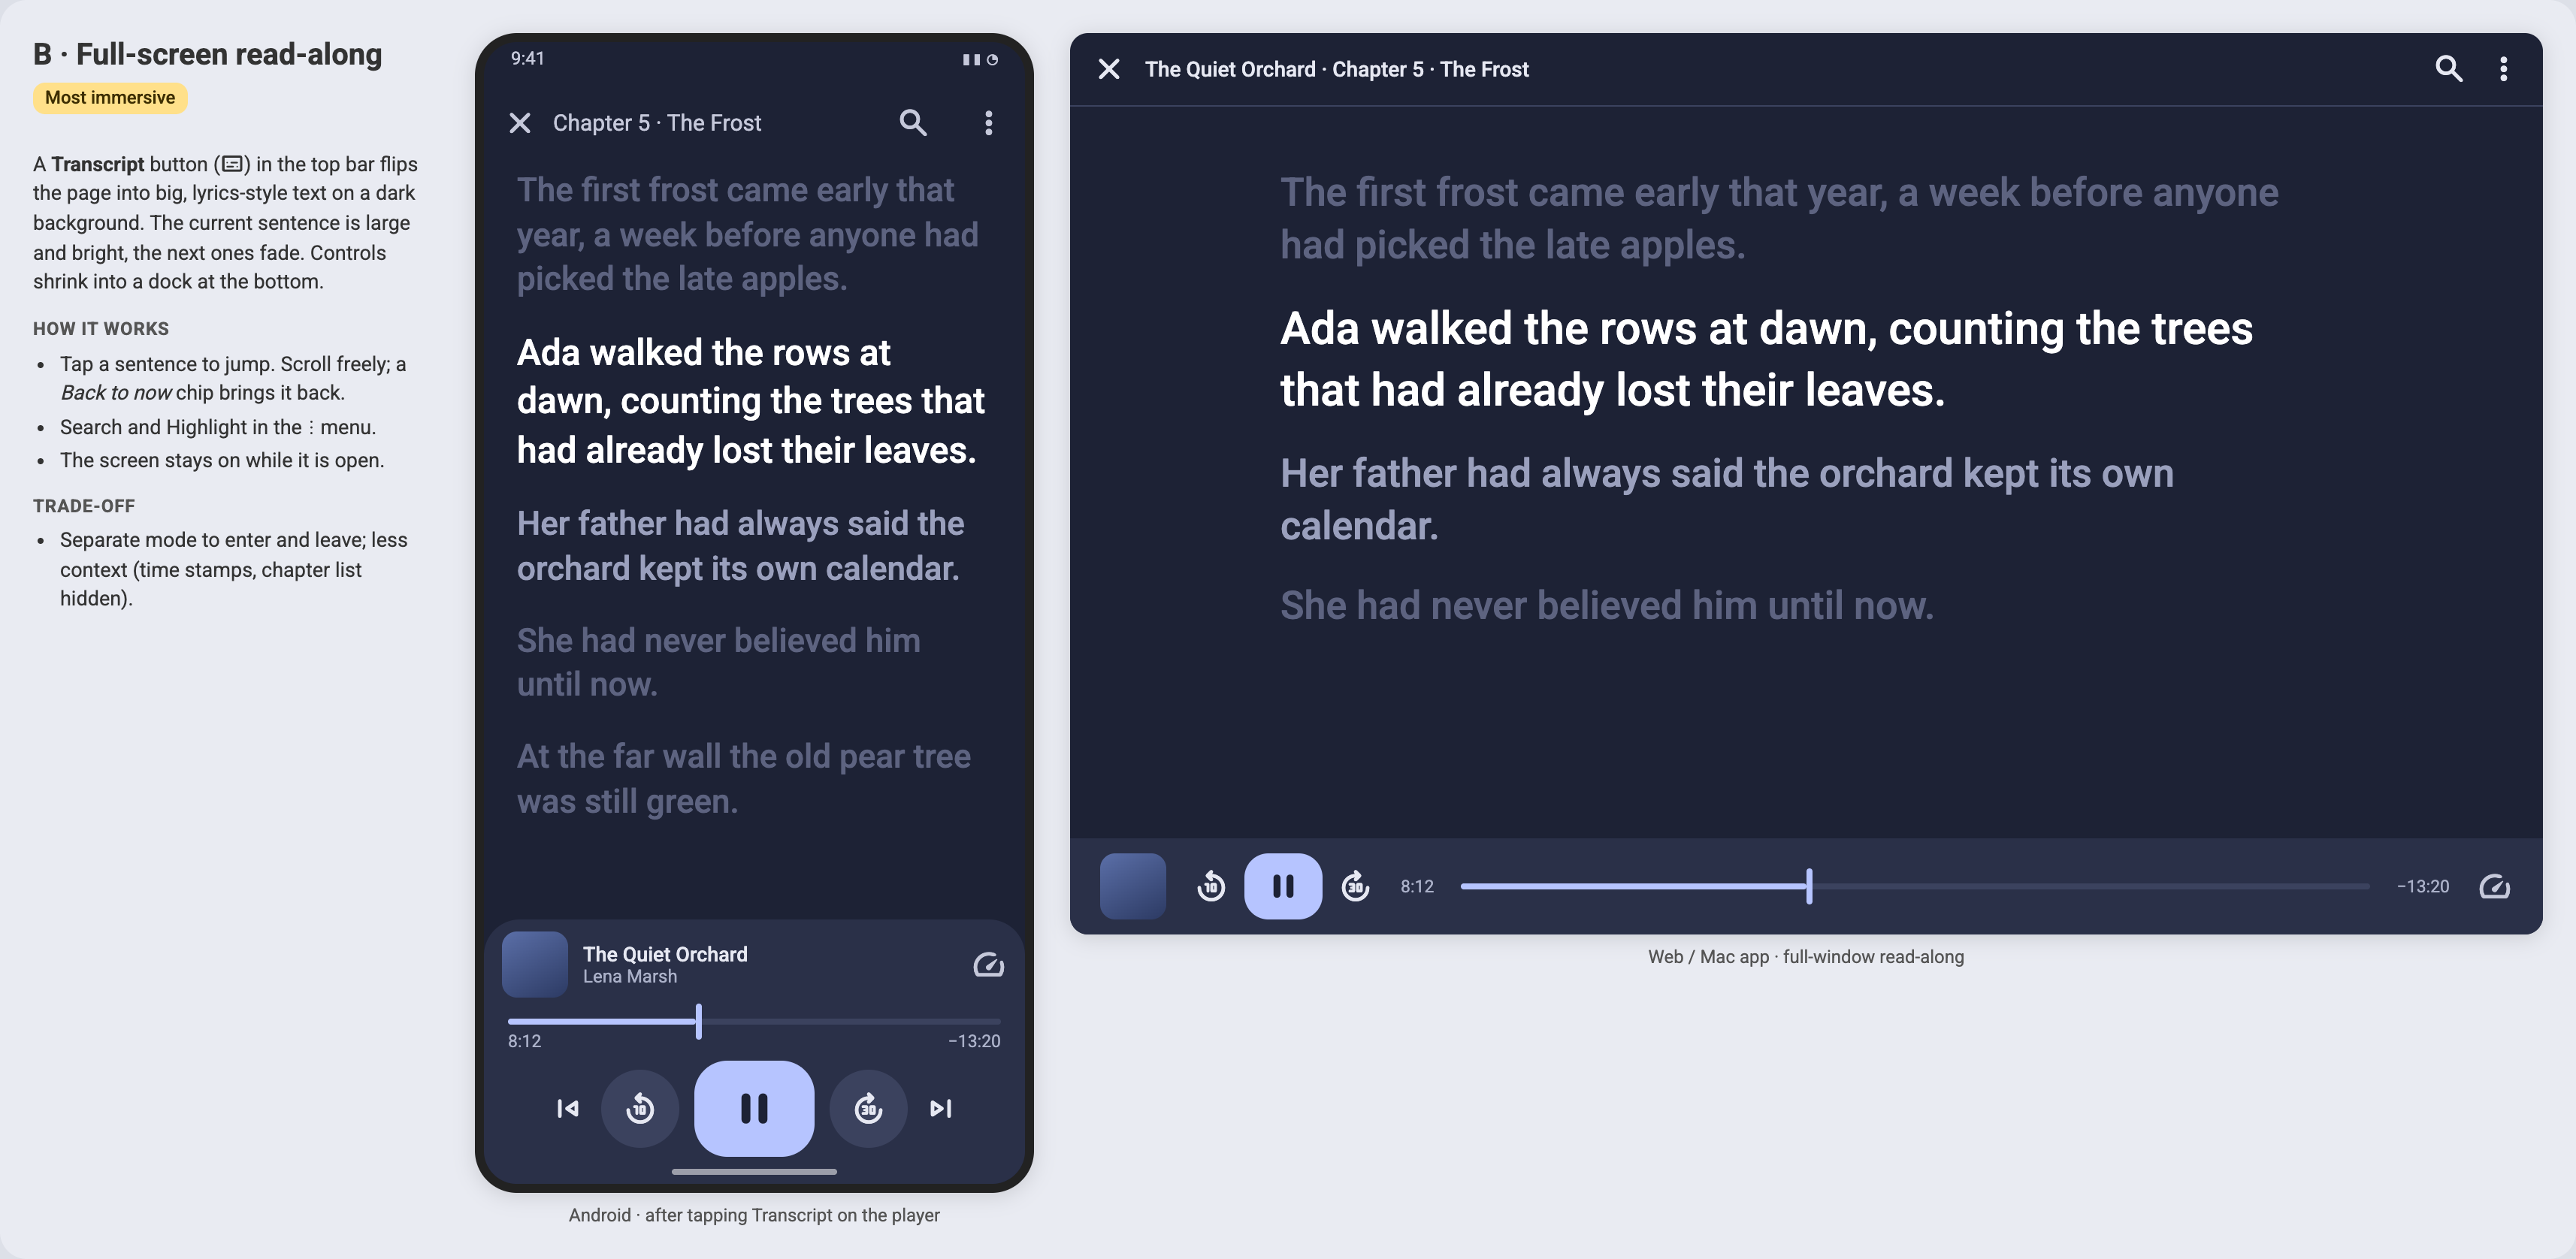 B · Full-screen read-along
Most immersive
A Transcript button () in the top bar flips
the page into big, lyrics-style text on a dark
background. The current sentence is large
and bright, the next ones fade. Controls
shrink into a dock at the bottom.
HOW IT WORKS
• Tap a sentence to jump. Scroll freely; a
Back to now chip brings it back.
• Search and Highlight in the ⋮ menu.
• The screen stays on while it is open.
TRADE-OFF
• Separate mode to enter and leave; less
context (time stamps, chapter list
hidden).
9:41
Chapter 5 · The Frost
The first frost came early that
year, a week before anyone had
picked the late apples.
Ada walked the rows at
dawn, counting the trees that
had already lost their leaves.
Her father had always said the
orchard kept its own calendar.
She had never believed him
until now.
At the far wall the old pear tree
was still green.
The Quiet Orchard
Lena Marsh
8:12
−13:20
10
30
Android · after tapping Transcript on the player
The Quiet Orchard · Chapter 5 · The Frost
The first frost came early that year, a week before anyone
had picked the late apples.
Ada walked the rows at dawn, counting the trees
that had already lost their leaves.
Her father had always said the orchard kept its own
calendar.
She had never believed him until now.
10
30
8:12
−13:20
Web / Mac app · full-window read-along